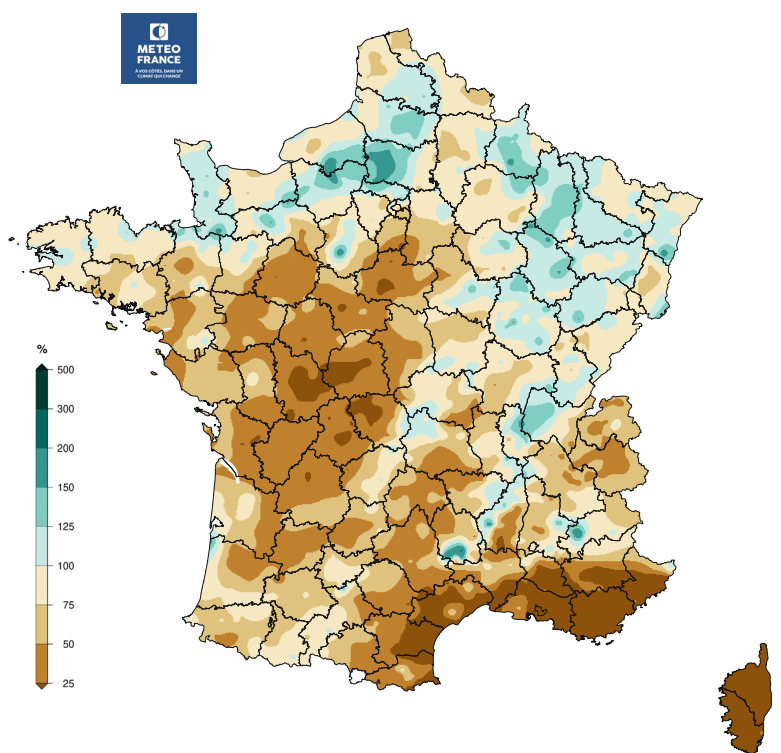 METEO
FRANCE
À VOS CÔTÉS, DANS UN
CLIMAT QUI CHANGE
%
500
300
200
150
125
100
75
50
25